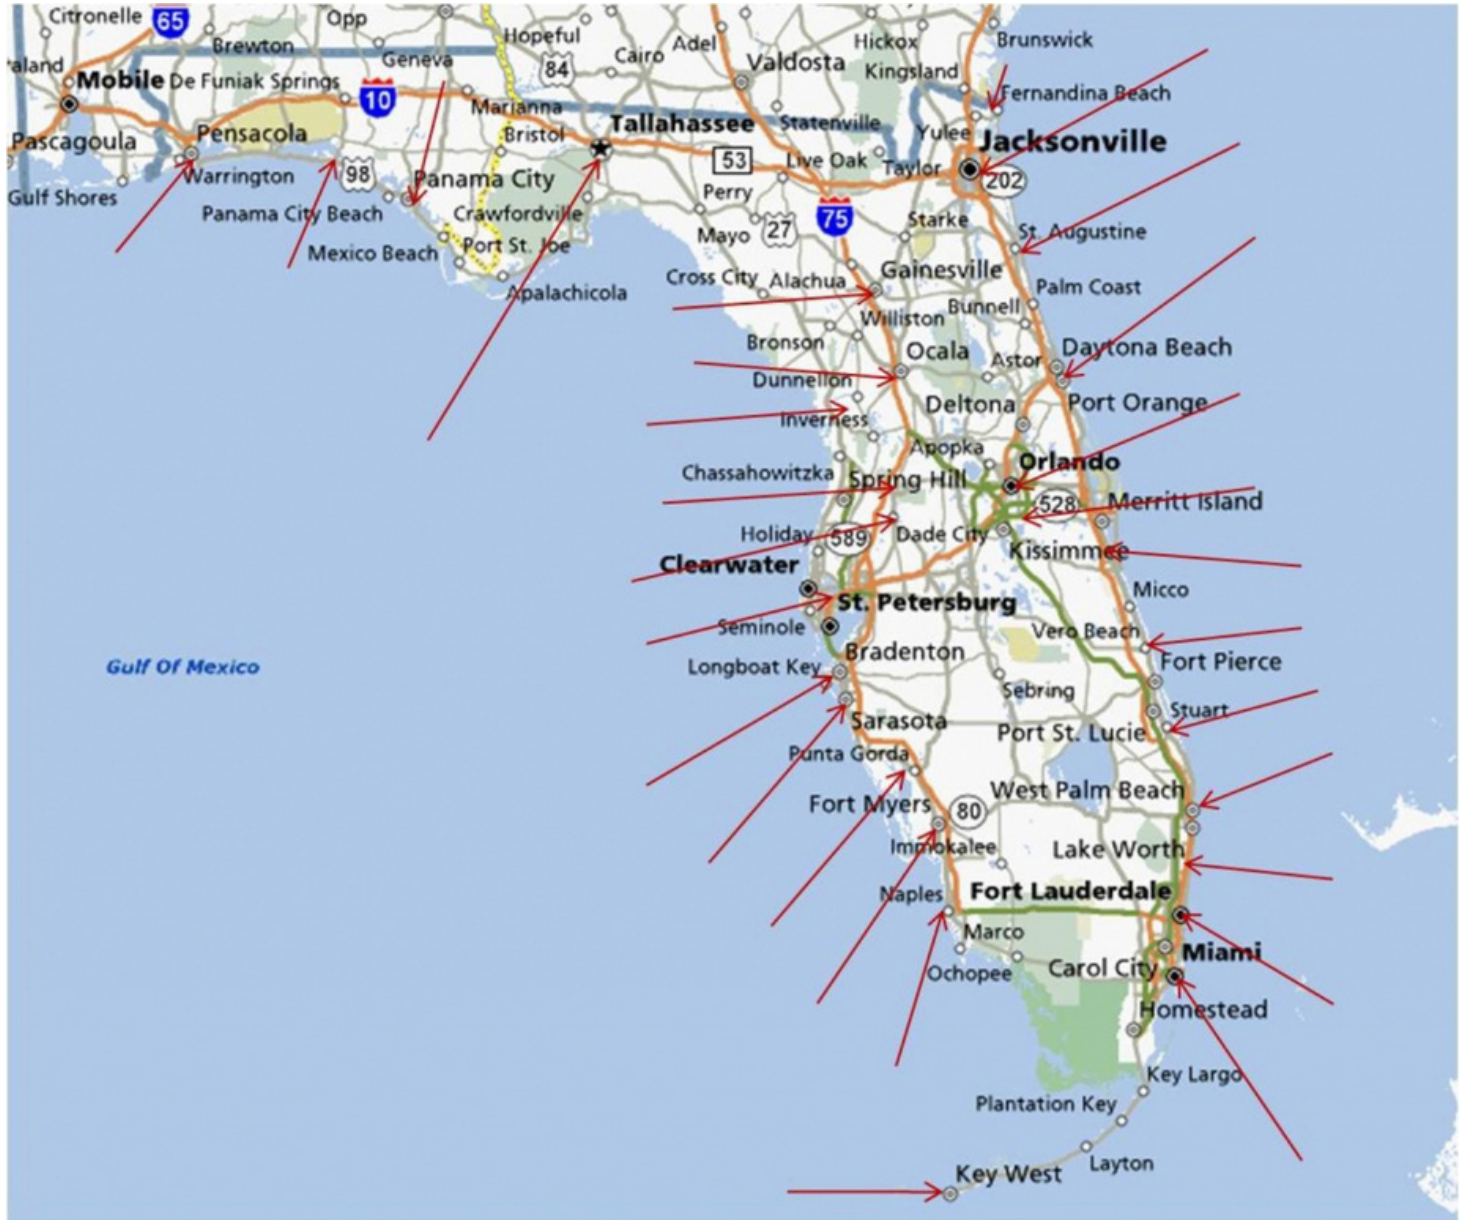 Citronelle
65
Opp
Hopeful
Adel
Hickox
Brunswick
Brewton
Geneva
Cairo
84
Valdosta
Kingsland
aland
Mobile
De Funiak Springs
10
Marianna
Fernandina Beach
Pascagoula
Pensacola
Bristol
Tallahassee
Statenville
Yulee
Jacksonville
53
Live Oak
Taylor
202
Warrington
98
Panama City
Perry
Gulf Shores
Panama City Beach
Crawfordville
75
Starke
St. Augustine
Mayo
27
Mexico Beach
Port St. Joe
Cross City
Alachua
Gainesville
Apalachicola
Bunnell
Palm Coast
Williston
Bronson
Ocala
Astor
Daytona Beach
Dunnellon
Deltona
Port Orange
Inverness
Apopka
Orlando
Chassahowitzka
Spring Hill
528
Merritt Island
Holiday
589
Dade City
Kissimmee
Clearwater
Micco
St. Petersburg
Seminole
Vero Beach
Bradenton
Fort Pierce
Gulf Of Mexico
Longboat Key
Sebring
Stuart
Sarasota
Port St. Lucie
Punta Gorda
Fort Myers
80
West Palm Beach
Immokalee
Lake Worth
Naples
Fort Lauderdale
Marco
Miami
Ochopee
Carol City
Homestead
Key Largo
Plantation Key
Layton
Key West